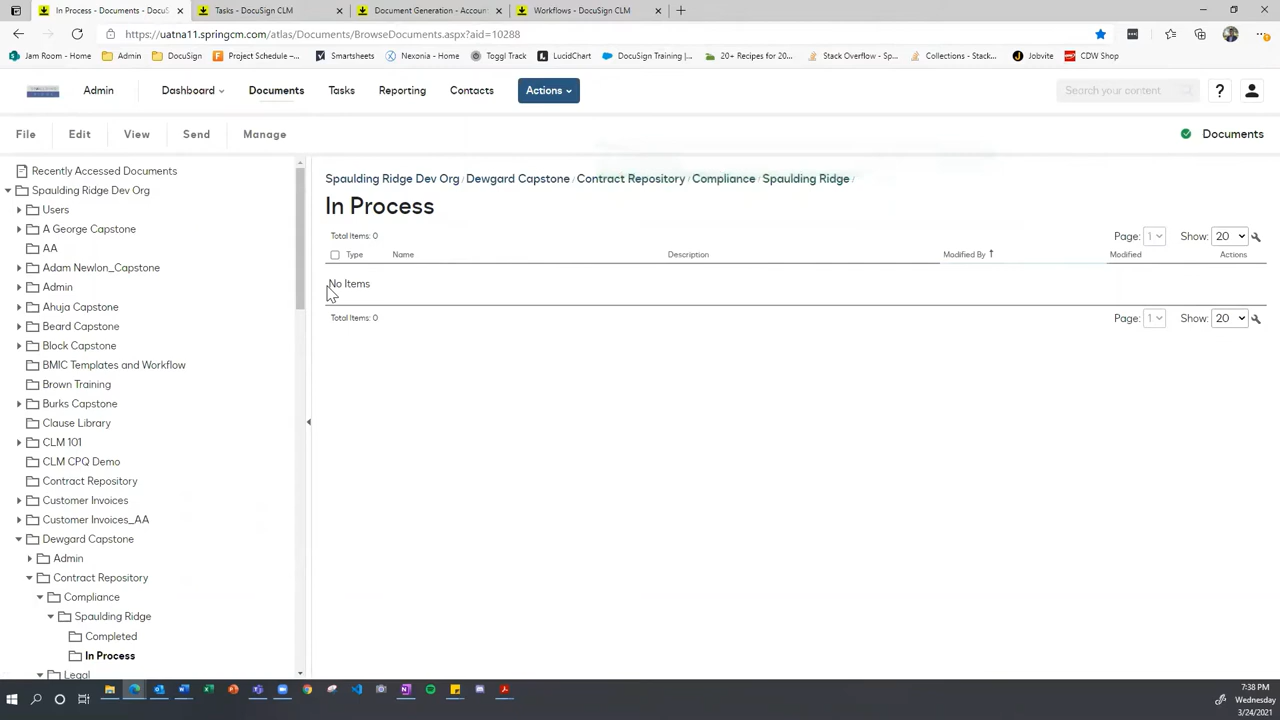 In Process - Documents - DocuS
Tasks - DocuSign CLM
Document Generation - Accoun
Workflows - DocuSign CLM
https://uatna11.springcm.com/atlas/Documents/BrowseDocuments.aspx?aid=10288
Jam Room - Home
Admin
DocuSign
Project Schedule –...
Smartsheets
Nexonia - Home
Toggl Track
LucidChart
DocuSign Training |...
20+ Recipes for 20...
Stack Overflow - Sp...
Collections - Stack...
Jobvite
CDW Shop
Admin
Dashboard
Documents
Tasks
Reporting
Contacts
Actions
Search your content
File
Edit
View
Send
Manage
Documents
Recently Accessed Documents
Spaulding Ridge Dev Org
Users
A George Capstone
AA
Adam Newlon_Capstone
Admin
Ahuja Capstone
Beard Capstone
Block Capstone
BMIC Templates and Workflow
Brown Training
Burks Capstone
Clause Library
CLM 101
CLM CPQ Demo
Contract Repository
Customer Invoices
Customer Invoices_AA
Dewgard Capstone
Admin
Contract Repository
Compliance
Spaulding Ridge
Completed
In Process
Legal
Spaulding Ridge Dev Org / Dewgard Capstone / Contract Repository / Compliance / Spaulding Ridge /
In Process
Total Items: 0
Page: 1
Show: 20
Type
Name
Description
Modified By ↑
Modified
Actions
No Items
Total Items: 0
Page: 1
Show: 20
7:38 PM
Wednesday
3/24/2021